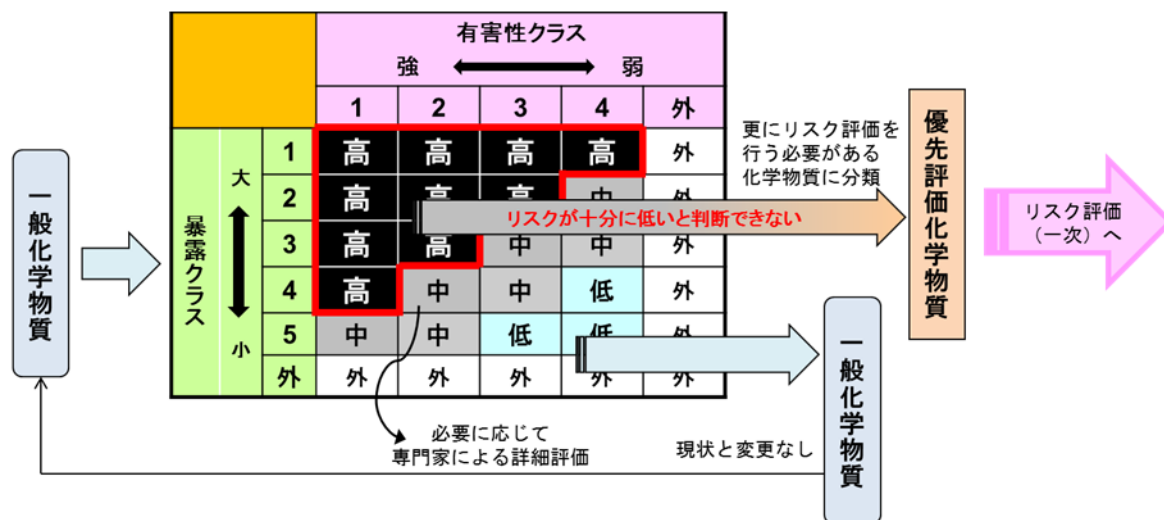 有害性クラス
強 弱
1 2 3 4 外
暴露クラス
大
小
1 高 高 高 高 外
2 高 高 高 中 外
3 高 高 中 中 外
4 高 中 中 低 外
5 中 中 低 低 外
外 外 外 外 外 外
一般化学物質
リスクが十分に低いと判断できない
更にリスク評価を
行う必要がある
化学物質に分類
優先評価化学物質
リスク評価
（一次）へ
一般化学物質
必要に応じて
専門家による詳細評価
現状と変更なし